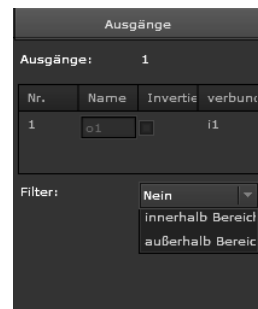 Ausgänge
Ausgänge: 1
Nr. Name Invertie verbund
1 o1 i1
Filter: Nein
innerhalb Bereich
außerhalb Bereic